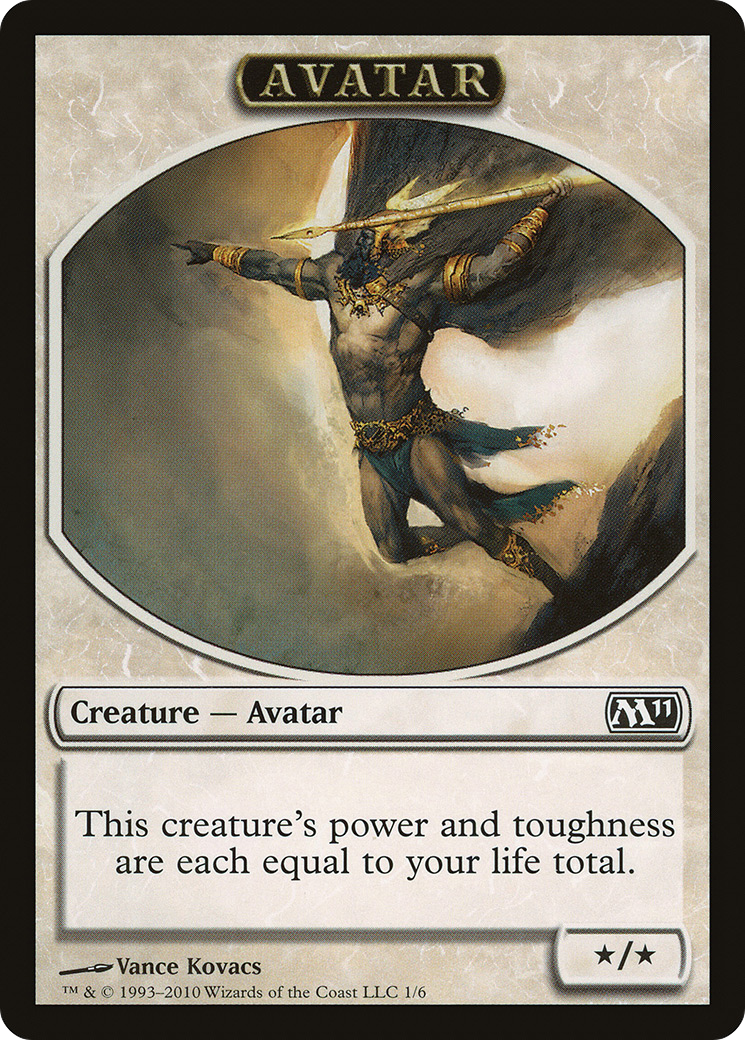 AVATAR
Creature — Avatar
M11
This creature's power and toughness
are each equal to your life total.
★/★
Vance Kovacs
™ & © 1993–2010 Wizards of the Coast LLC 1/6